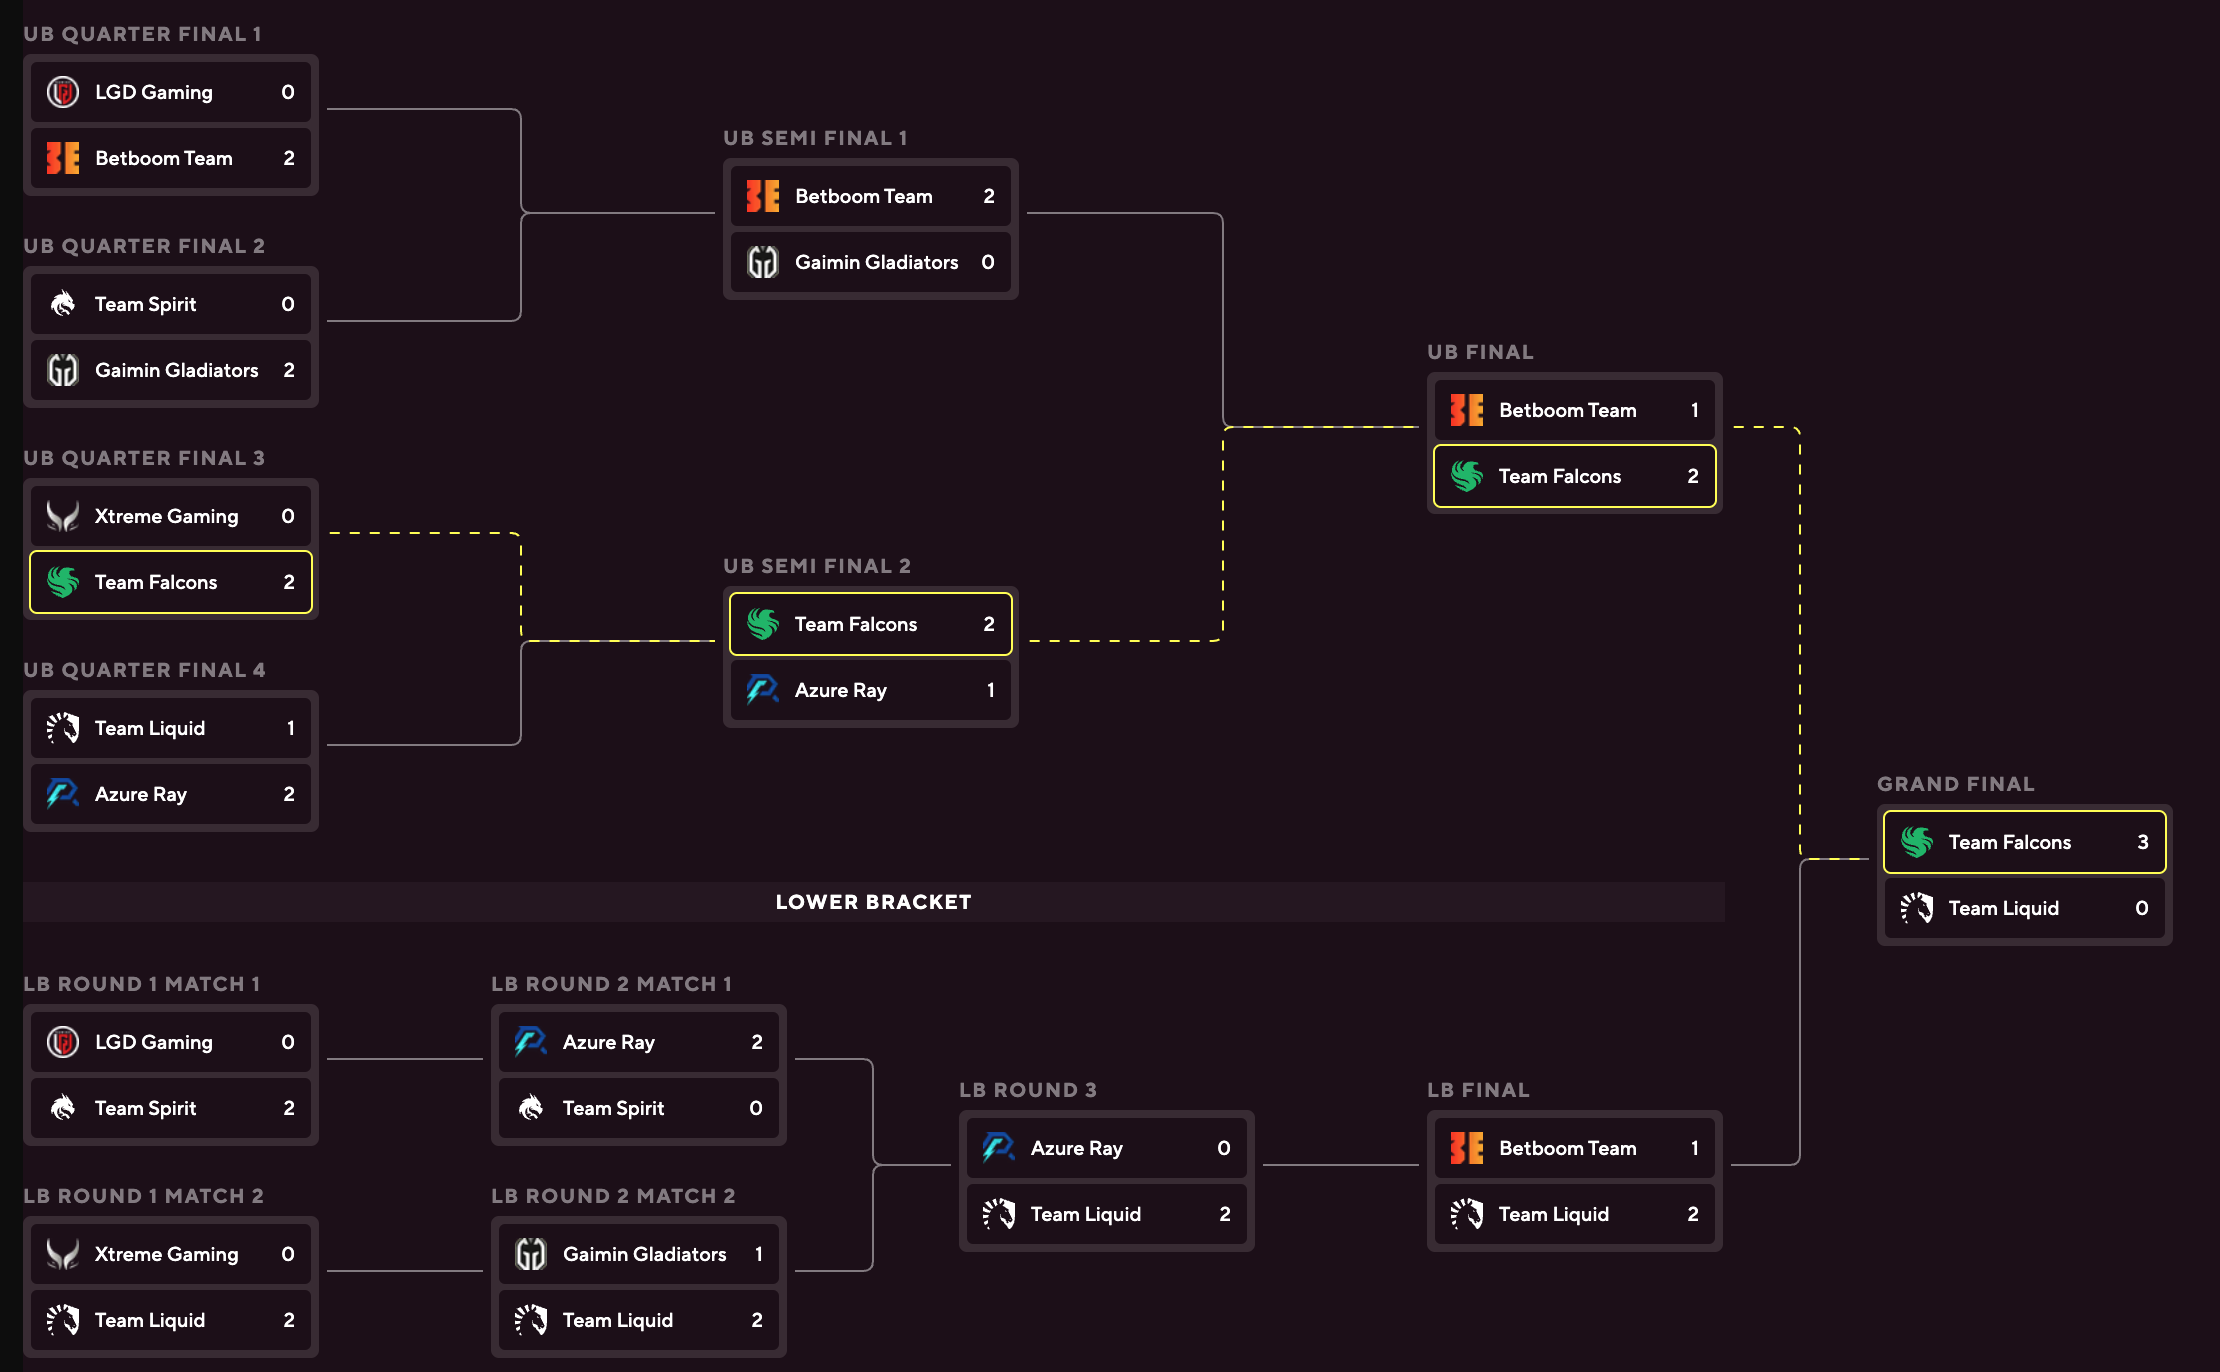 UB QUARTER FINAL 1
LGD Gaming 0
Betboom Team 2
UB QUARTER FINAL 2
Team Spirit 0
Gaimin Gladiators 2
UB QUARTER FINAL 3
Xtreme Gaming 0
Team Falcons 2
UB QUARTER FINAL 4
Team Liquid 1
Azure Ray 2
UB SEMI FINAL 1
Betboom Team 2
Gaimin Gladiators 0
UB SEMI FINAL 2
Team Falcons 2
Azure Ray 1
UB FINAL
Betboom Team 1
Team Falcons 2
GRAND FINAL
Team Falcons 3
Team Liquid 0
LOWER BRACKET
LB ROUND 1 MATCH 1
LGD Gaming 0
Team Spirit 2
LB ROUND 1 MATCH 2
Xtreme Gaming 0
Team Liquid 2
LB ROUND 2 MATCH 1
Azure Ray 2
Team Spirit 0
LB ROUND 2 MATCH 2
Gaimin Gladiators 1
Team Liquid 2
LB ROUND 3
Azure Ray 0
Team Liquid 2
LB FINAL
Betboom Team 1
Team Liquid 2